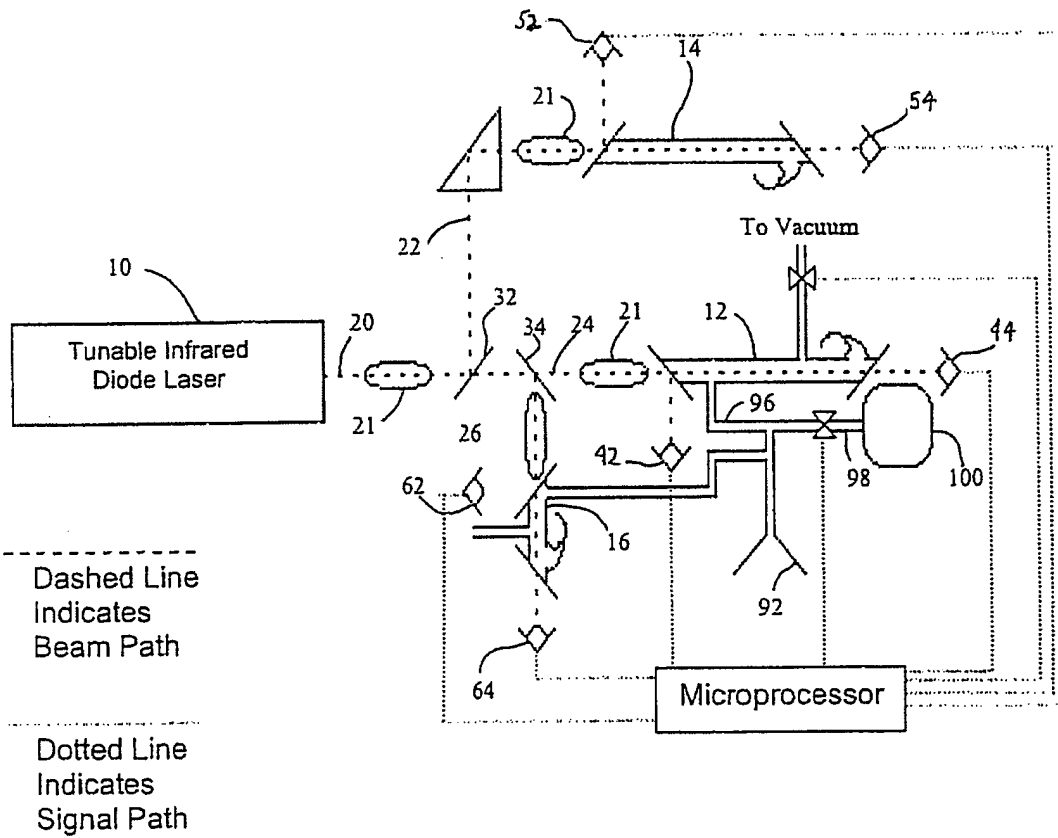 52
14
21
54
22
To Vacuum
10
32
34
24
21
12
44
Tunable Infrared
Diode Laser
20
21
26
96
42
98
100
62
16
92
64
Microprocessor
Dashed Line
Indicates
Beam Path
Dotted Line
Indicates
Signal Path